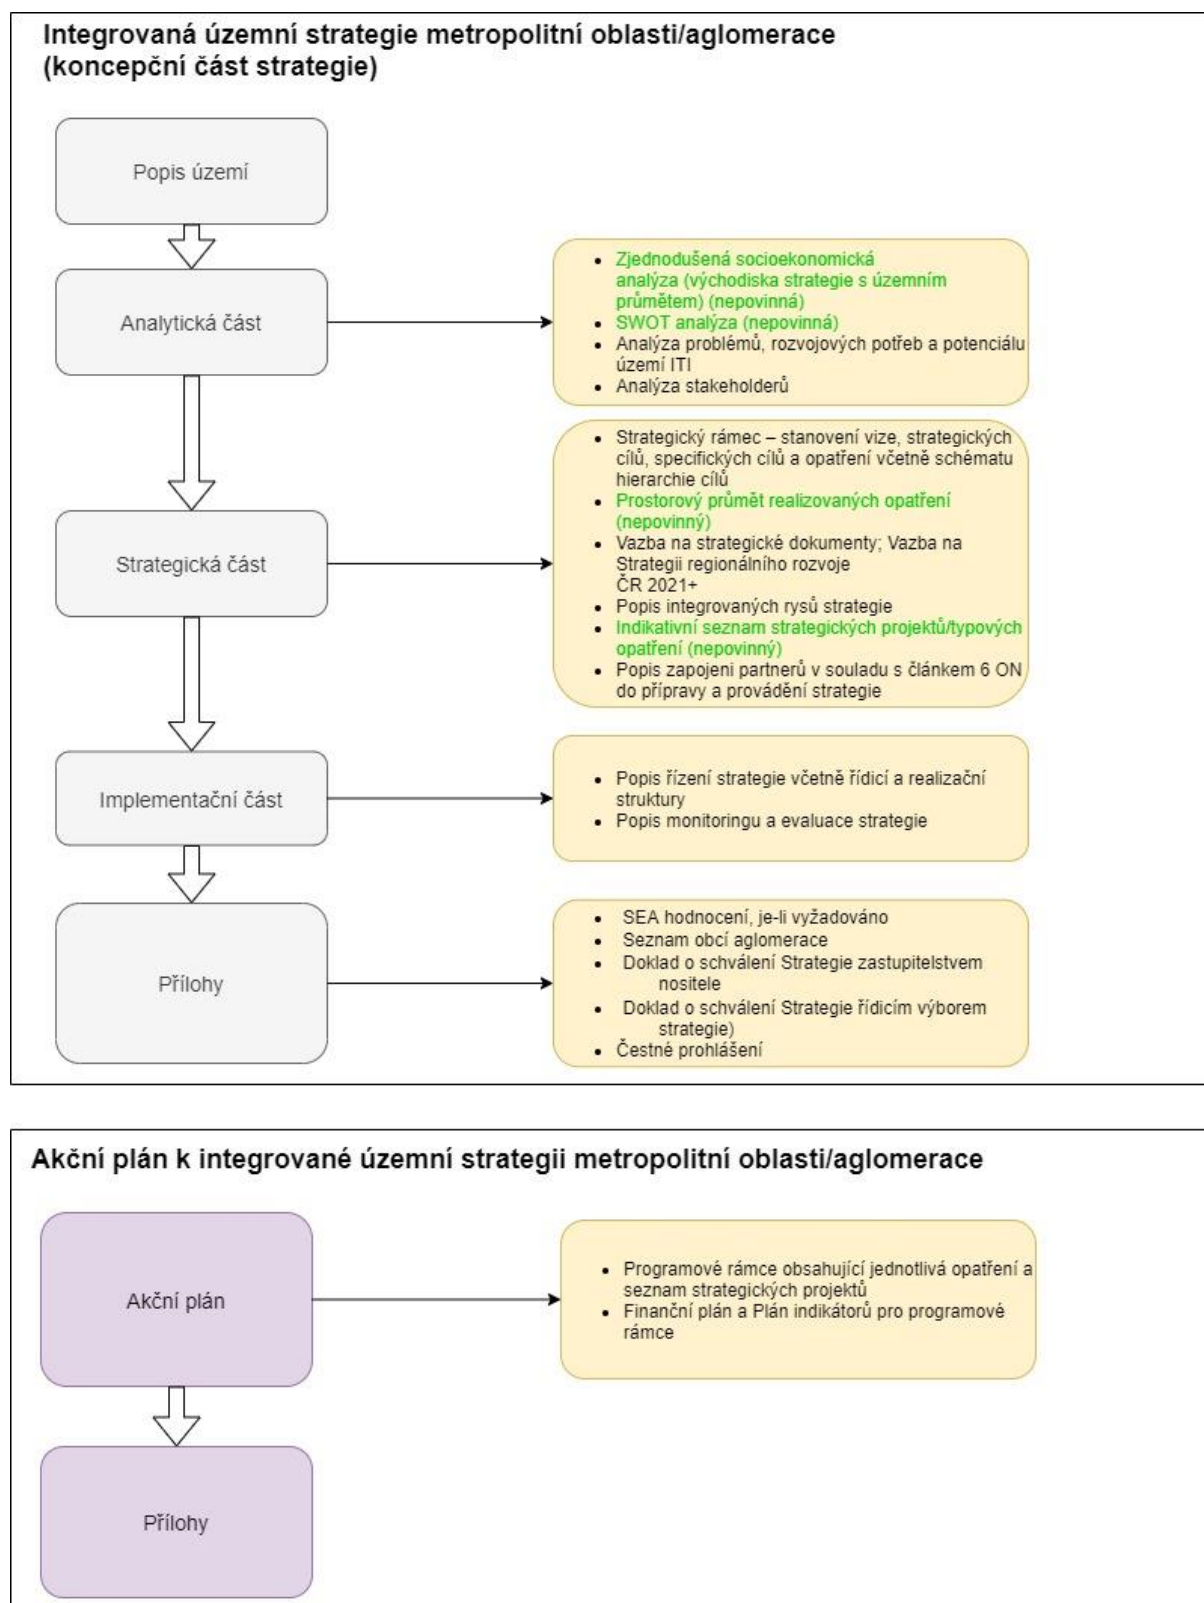 Integrovaná územní strategie metropolitní oblasti/aglomerace
(koncepční část strategie)
Popis území
Analytická část
• Zjednodušená socioekonomická
analýza (východiska strategie s územním
průmětem) (nepovinná)
• SWOT analýza (nepovinná)
• Analýza problémů, rozvojových potřeb a potenciálu
území ITI
• Analýza stakeholderů
Strategická část
• Strategický rámec – stanovení vize, strategických
cílů, specifických cílů a opatření včetně schématu
hierarchie cílů
• Prostorový průmět realizovaných opatření
(nepovinný)
• Vazba na strategické dokumenty; Vazba na
Strategii regionálního rozvoje
ČR 2021+
• Popis integrovaných rysů strategie
• Indikativní seznam strategických projektů/typových
opatření (nepovinný)
• Popis zapojeni partnerů v souladu s článkem 6 ON
do přípravy a provádění strategie
Implementační část
• Popis řízení strategie včetně řídicí a realizační
struktury
• Popis monitoringu a evaluace strategie
Přílohy
• SEA hodnocení, je-li vyžadováno
• Seznam obcí aglomerace
• Doklad o schválení Strategie zastupitelstvem
nositele
• Doklad o schválení Strategie řídicím výborem
strategie)
• Čestné prohlášení
Akční plán k integrované územní strategii metropolitní oblasti/aglomerace
Akční plán
• Programové rámce obsahující jednotlivá opatření a
seznam strategických projektů
• Finanční plán a Plán indikátorů pro programové
rámce
Přílohy